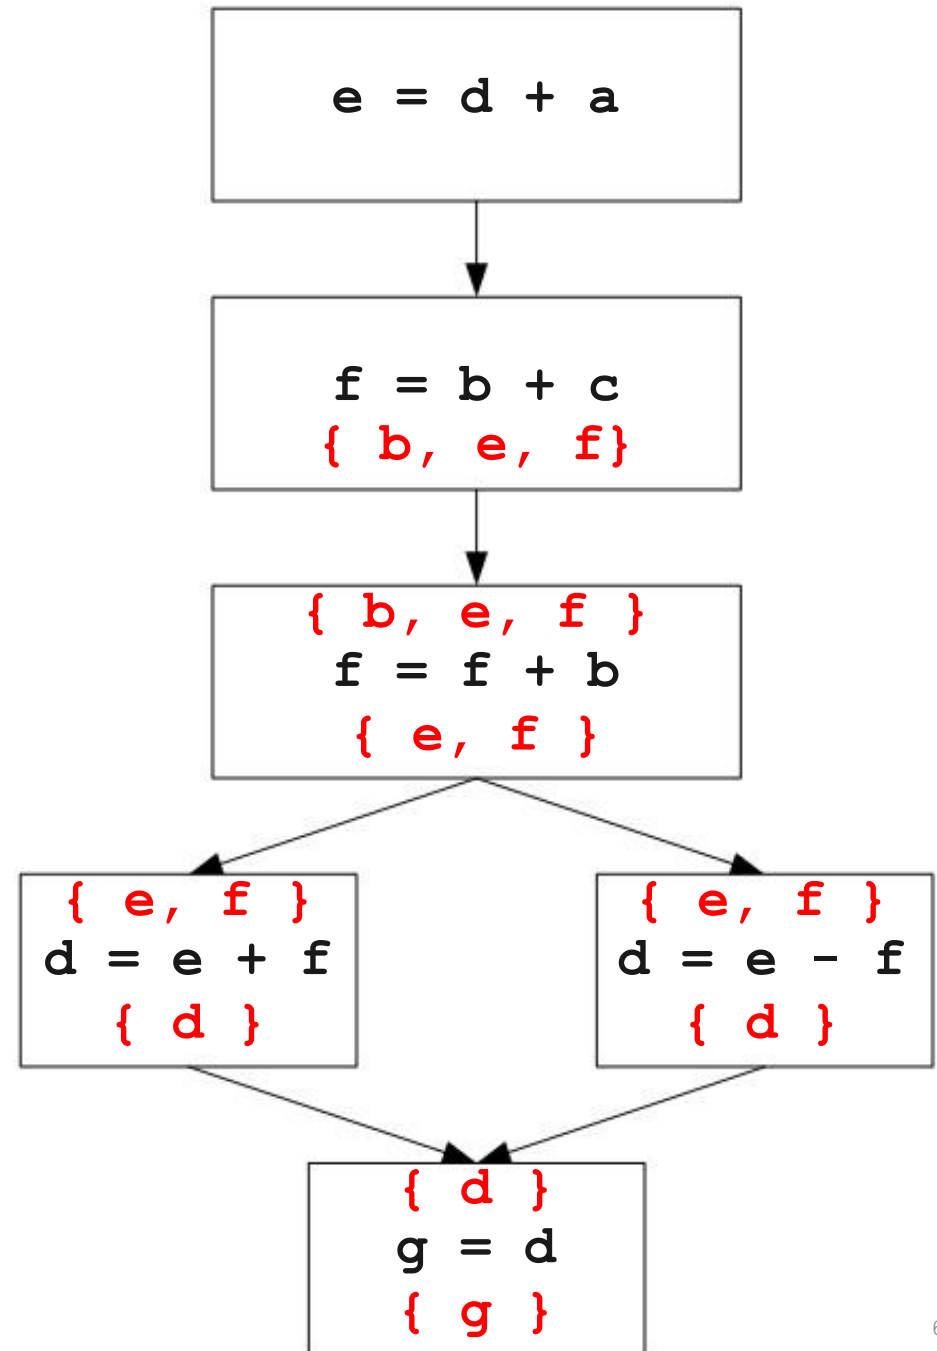 e = d + a
f = b + c
{ b, e, f}
{ b, e, f }
f = f + b
{ e, f }
{ e, f }
d = e + f
{ d }
{ e, f }
d = e - f
{ d }
{ d }
g = d
{ g }